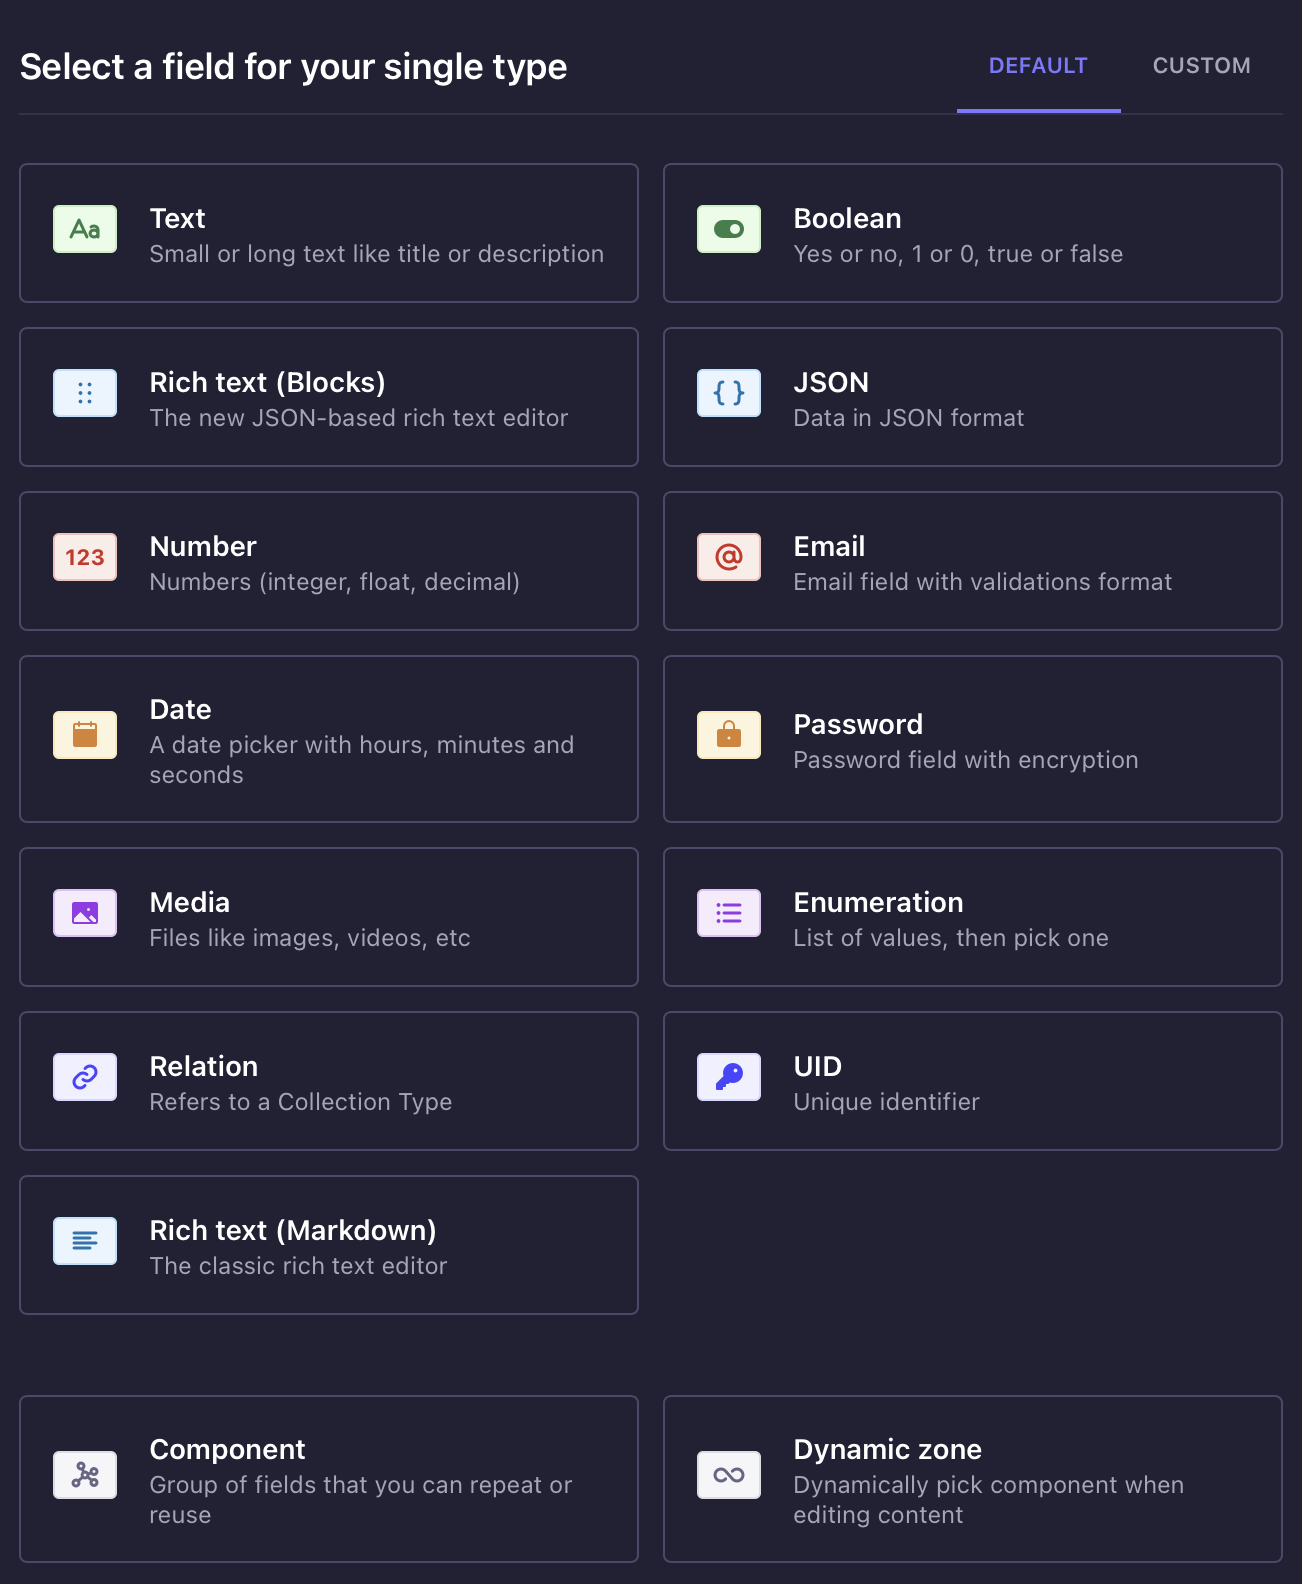 Select a field for your single type
DEFAULT
CUSTOM
Aa
Text
Small or long text like title or description
Boolean
Yes or no, 1 or 0, true or false
Rich text (Blocks)
The new JSON-based rich text editor
{ }
JSON
Data in JSON format
123
Number
Numbers (integer, float, decimal)
@
Email
Email field with validations format
Date
A date picker with hours, minutes and
seconds
Password
Password field with encryption
Media
Files like images, videos, etc
Enumeration
List of values, then pick one
Relation
Refers to a Collection Type
UID
Unique identifier
Rich text (Markdown)
The classic rich text editor
Component
Group of fields that you can repeat or
reuse
Dynamic zone
Dynamically pick component when
editing content